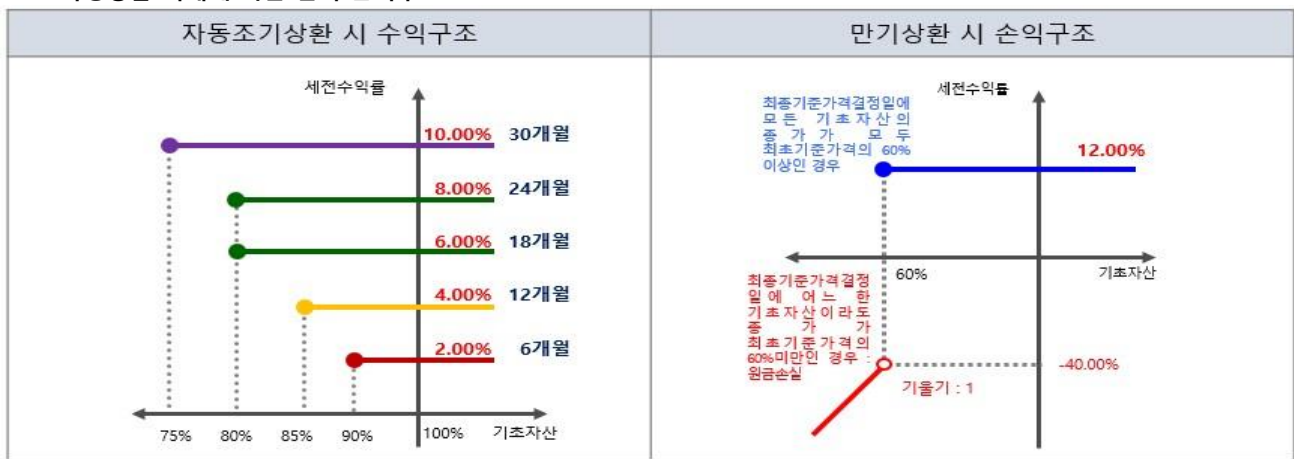 자동조기상환 시 수익구조
만기상환 시 손익구조
세전수익률
10.00% 30개월
8.00% 24개월
6.00% 18개월
4.00% 12개월
2.00% 6개월
75% 80% 85% 90% 100% 기초자산
세전수익률
최종기준가격결정일에
모든 기초자산의
종가가 모두
최초기준가격의 60%
이상인 경우
12.00%
60%
기초자산
최종기준가격결정
일에 어느 한
기초자산이라도
종가가
최초기준가격의
60%미만인 경우 :
원금손실
-40.00%
기울기 : 1